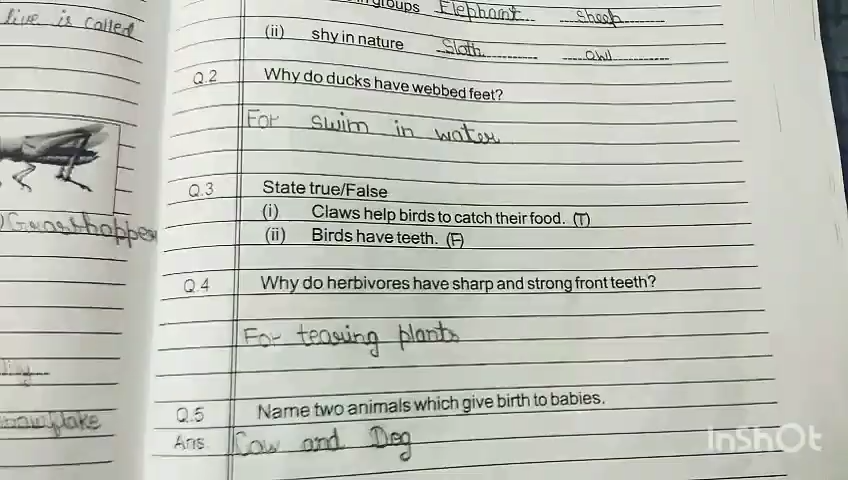 live is called
Grasshopper
Snowflake
in groups Elephant sheep
(ii) shy in nature Sloth owl
Q.2 Why do ducks have webbed feet?
For swim in water
Q.3 State true/False
(i) Claws help birds to catch their food. (T)
(ii) Birds have teeth. (F)
Q.4 Why do herbivores have sharp and strong front teeth?
For tearing plants
Q.5 Name two animals which give birth to babies.
Ans. Cow and Dog
InShOt